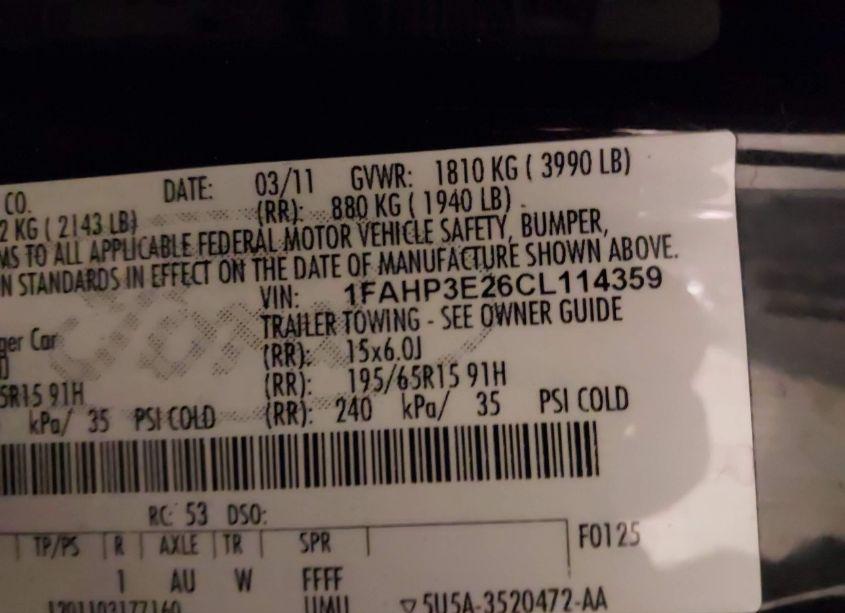 CO. DATE: 03/11 GVWR: 1810 KG ( 3990 LB)
2 KG ( 2143 LB) (RR): 880 KG ( 1940 LB)
MS TO ALL APPLICABLE FEDERAL MOTOR VEHICLE SAFETY, BUMPER,
N STANDARDS IN EFFECT ON THE DATE OF MANUFACTURE SHOWN ABOVE.
VIN: 1FAHP3E26CL114359
TRAILER TOWING - SEE OWNER GUIDE
ger Car (RR): 15x6.0J
5R15 91H (RR): 195/65R15 91H
kPa/ 35 PSI COLD (RR): 240 kPa/ 35 PSI COLD
RC: 53 DSO:
TP/PS R AXLE TR SPR F0125
1 AU W FFFF
UMU 5U5A-3520472-AA